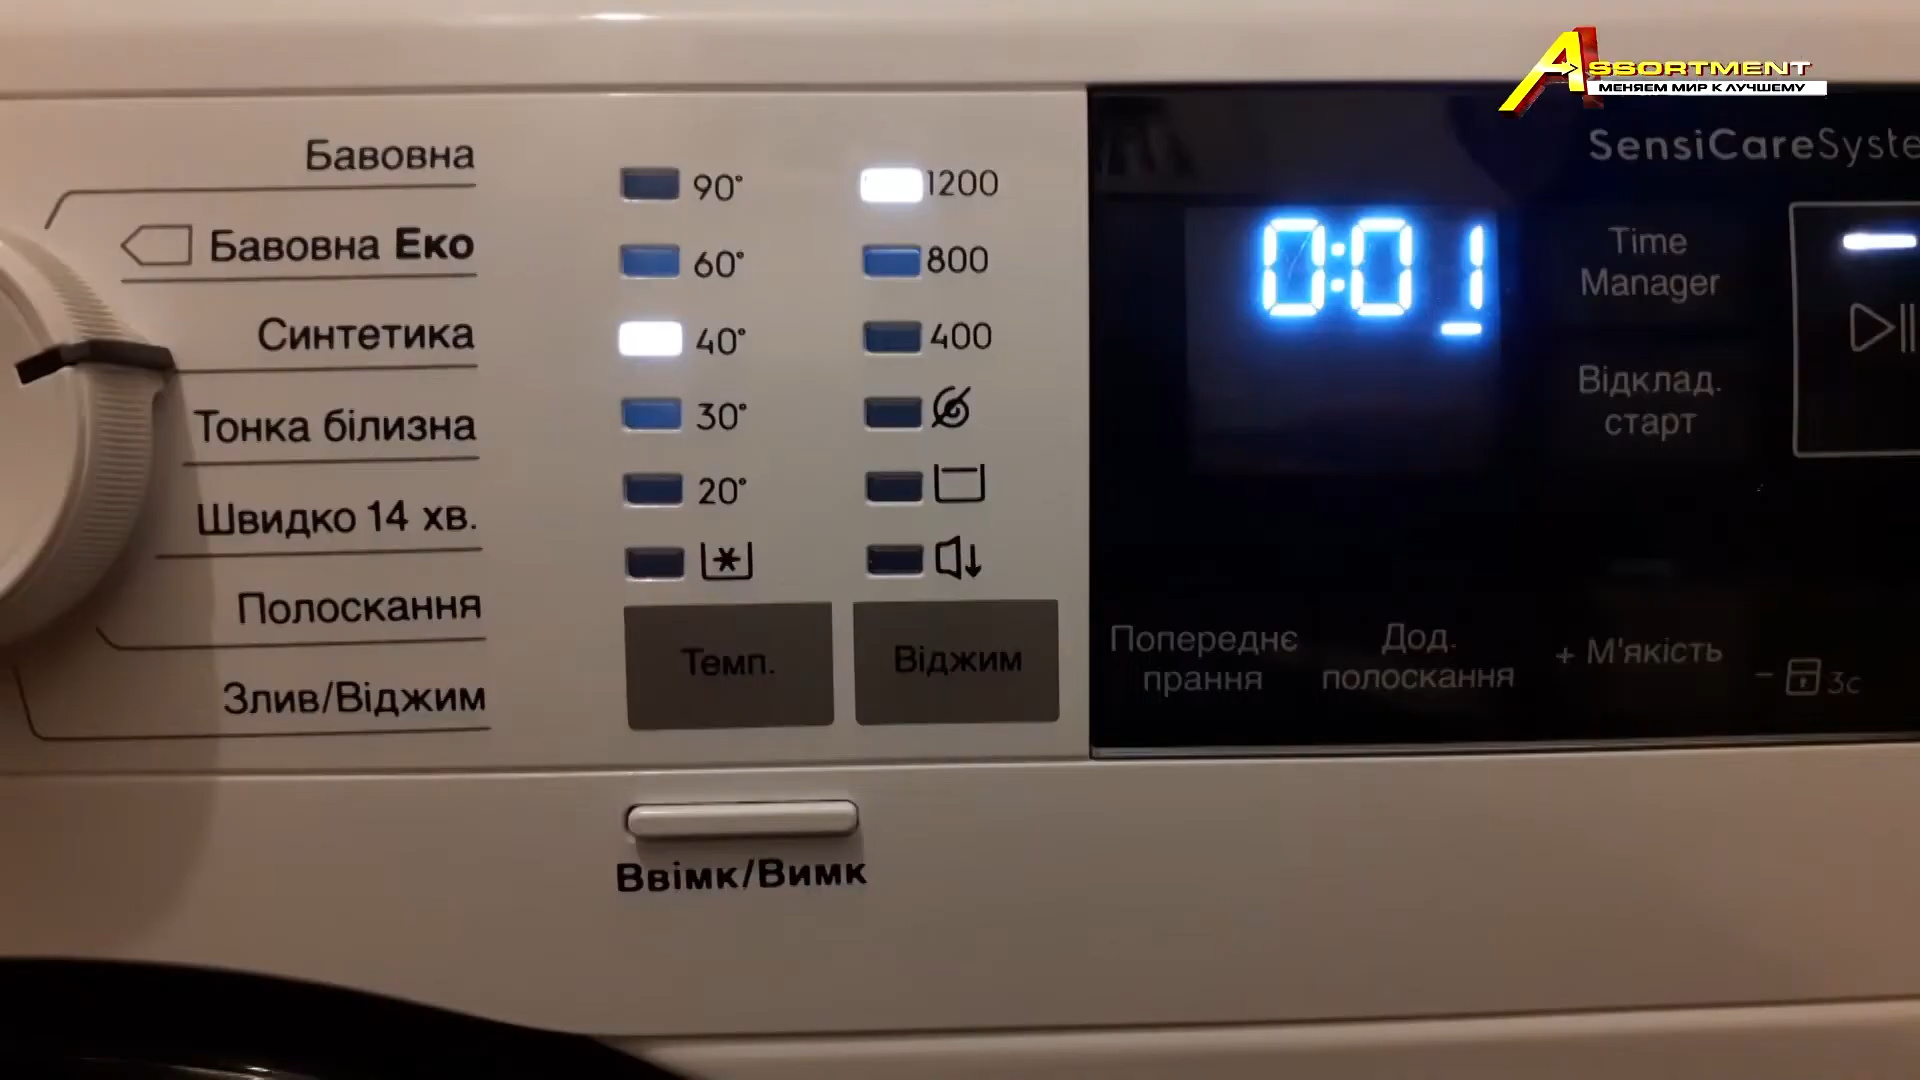 ASSORTMENT
МЕНЯЕМ МИР К ЛУЧШЕМУ
Бавовна
Бавовна Еко
Синтетика
Тонка білизна
Швидко 14 хв.
Полоскання
Злив/Віджим
90°
60°
40°
30°
20°
1200
800
400
Темп.
Віджим
Ввімк/Вимк
SensiCareSyste
0:01
Time
Manager
Відклад.
старт
Попереднє
прання
Дод.
полоскання
+ М'якість
3с